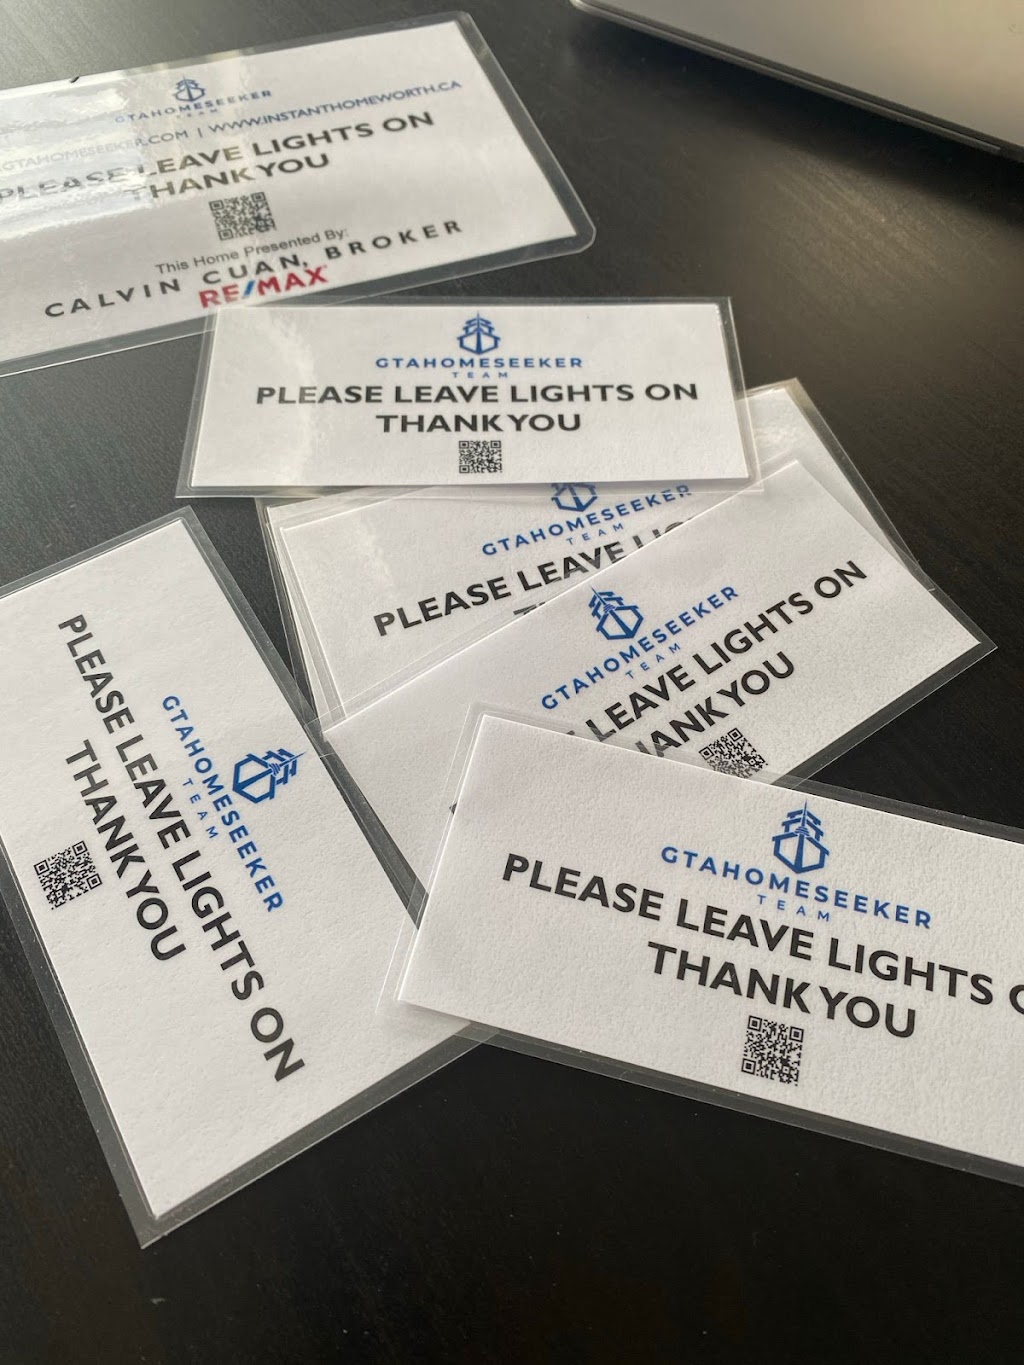 GTAHOMESEEKER
TEAM
GTAHOMESEEKER.COM | WWW.INSTANTHOMEWORTH.CA
PLEASE LEAVE LIGHTS ON
THANK YOU
This Home Presented By:
CALVIN CUAN, BROKER
RE/MAX
GTAHOMESEEKER
TEAM
PLEASE LEAVE LIGHTS ON
THANK YOU
GTAHOMESEEKER
TEAM
PLEASE LEAVE
GTAHOMESEEKER
TEAM
LEAVE LIGHTS ON
YOU
GTAHOMESEEKER
TEAM
PLEASE LEAVE LIGHTS ON
THANK YOU
GTAHOMESEEKER
TEAM
PLEASE LEAVE LIGHTS
THANK YOU